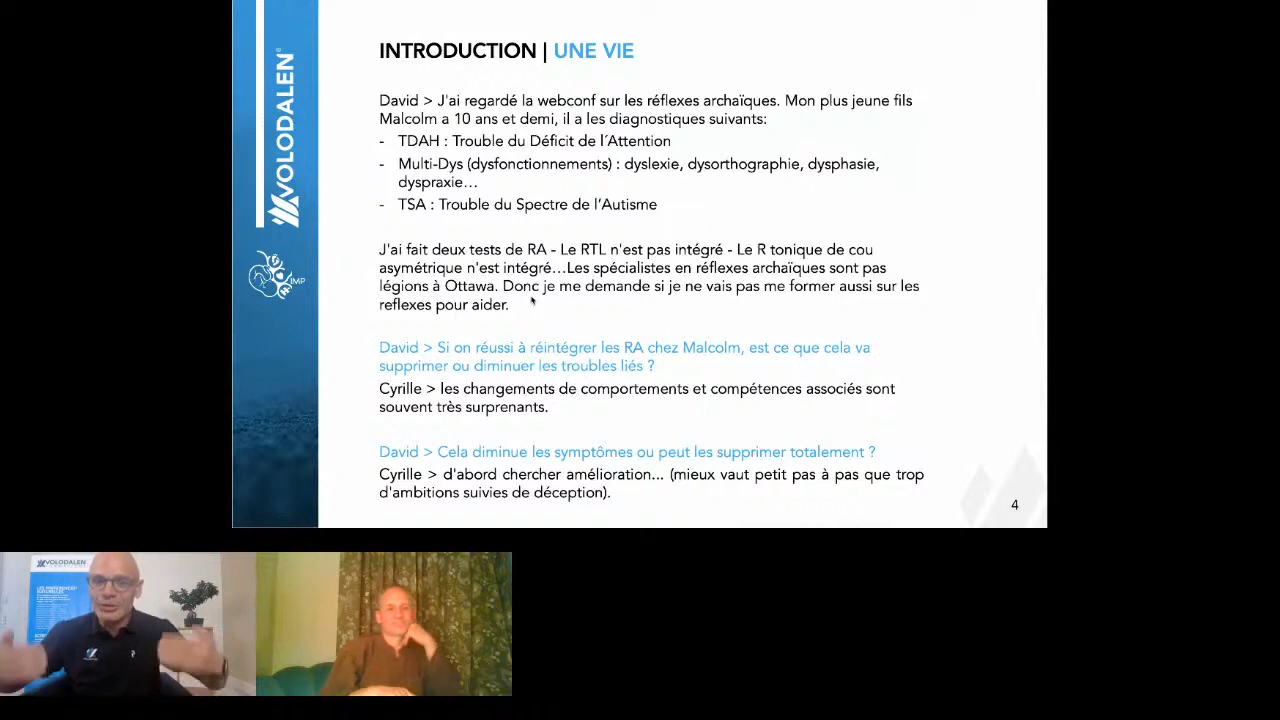 INTRODUCTION | UNE VIE
David > J'ai regardé la webconf sur les réflexes archaïques. Mon plus jeune fils
Malcolm a 10 ans et demi, il a les diagnostiques suivants:
- TDAH : Trouble du Déficit de l´Attention
- Multi-Dys (dysfonctionnements) : dyslexie, dysorthographie, dysphasie,
dyspraxie…
- TSA : Trouble du Spectre de l’Autisme
J'ai fait deux tests de RA - Le RTL n'est pas intégré - Le R tonique de cou
asymétrique n'est intégré…Les spécialistes en réflexes archaïques sont pas
légions à Ottawa. Donc je me demande si je ne vais pas me former aussi sur les
reflexes pour aider.
David > Si on réussi à réintégrer les RA chez Malcolm, est ce que cela va
supprimer ou diminuer les troubles liés ?
Cyrille > les changements de comportements et compétences associés sont
souvent très surprenants.
David > Cela diminue les symptômes ou peut les supprimer totalement ?
Cyrille > d'abord chercher amélioration... (mieux vaut petit pas à pas que trop
d'ambitions suivies de déception).
4
VOLODALEN
IMP
VOLODALEN